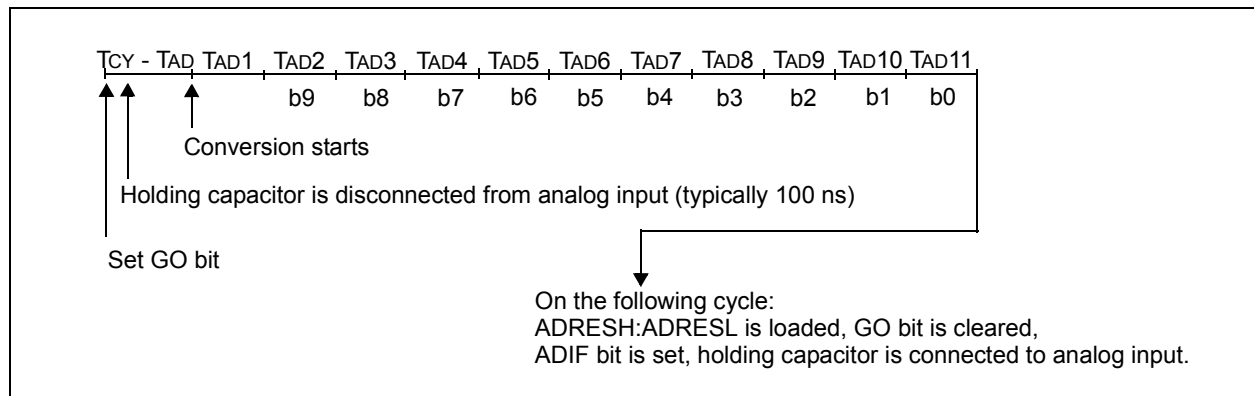 TCY - TAD TAD1 TAD2 TAD3 TAD4 TAD5 TAD6 TAD7 TAD8 TAD9 TAD10 TAD11
b9 b8 b7 b6 b5 b4 b3 b2 b1 b0
Conversion starts
Holding capacitor is disconnected from analog input (typically 100 ns)
Set GO bit
On the following cycle:
ADRESH:ADRESL is loaded, GO bit is cleared,
ADIF bit is set, holding capacitor is connected to analog input.